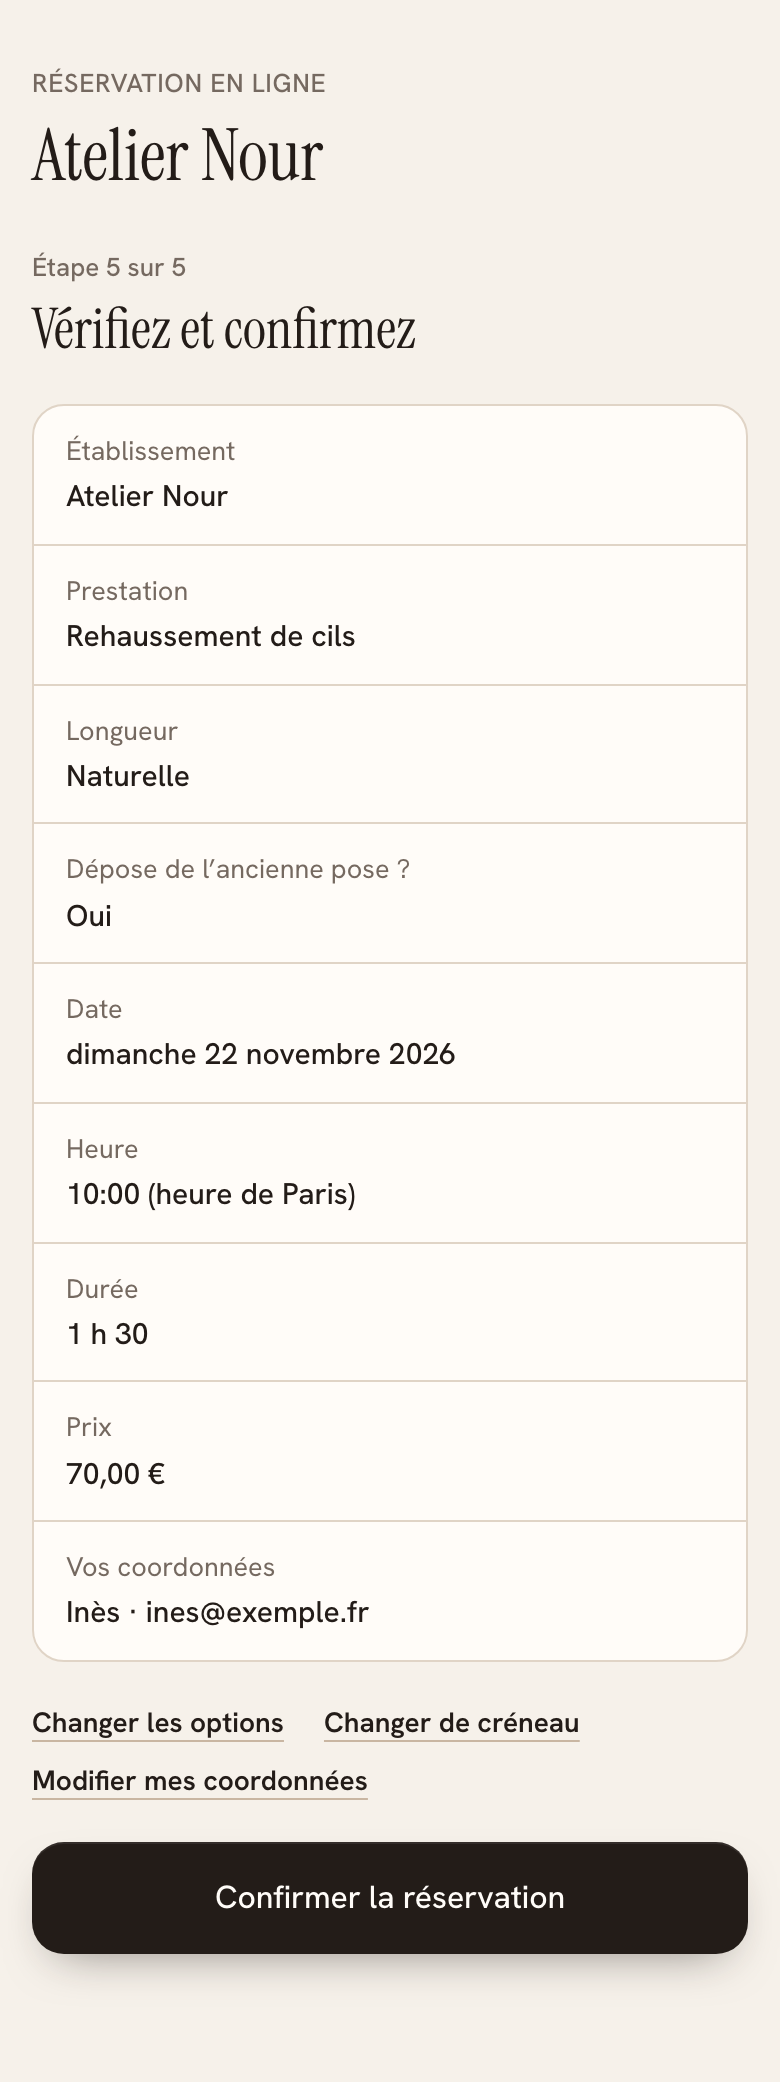 RÉSERVATION EN LIGNE
Atelier Nour
Étape 5 sur 5
Vérifiez et confirmez
Établissement
Atelier Nour
Prestation
Rehaussement de cils
Longueur
Naturelle
Dépose de l’ancienne pose ?
Oui
Date
dimanche 22 novembre 2026
Heure
10:00 (heure de Paris)
Durée
1 h 30
Prix
70,00 €
Vos coordonnées
Inès · ines@exemple.fr
Changer les options Changer de créneau
Modifier mes coordonnées
Confirmer la réservation